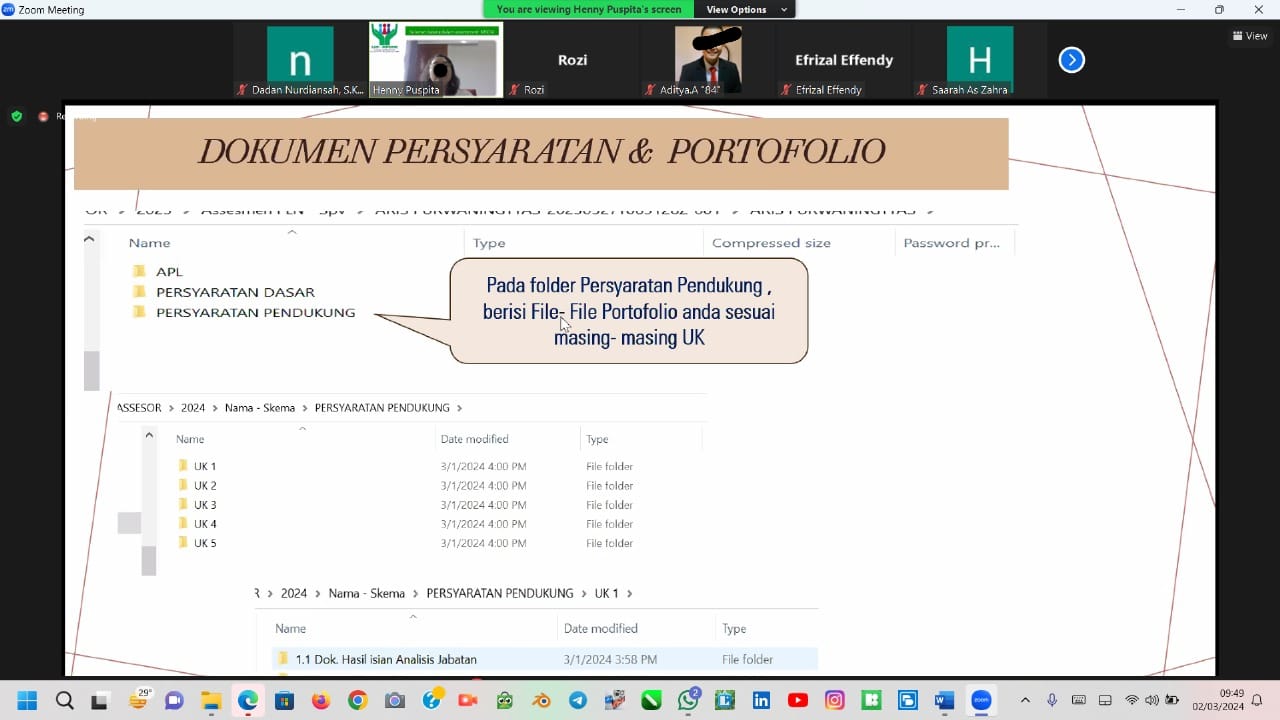 Zoom Meeting
You are viewing Henny Puspita's screen
View Options
View
n
Dadan Nurdiansah, S.K...
Henny Puspita
Rozi
Rozi
Aditya.A "84"
Efrizal Effendy
Efrizal Effendy
H
Saarah As Zahra
DOKUMEN PERSYARATAN & PORTOFOLIO
Name Type Compressed size Password pr...
APL
PERSYARATAN DASAR
PERSYARATAN PENDUKUNG
Pada folder Persyaratan Pendukung ,
berisi File- File Portofolio anda sesuai
masing- masing UK
ASSESOR > 2024 > Nama - Skema > PERSYARATAN PENDUKUNG >
Name Date modified Type
UK 1 3/1/2024 4:00 PM File folder
UK 2 3/1/2024 4:00 PM File folder
UK 3 3/1/2024 4:00 PM File folder
UK 4 3/1/2024 4:00 PM File folder
UK 5 3/1/2024 4:00 PM File folder
R > 2024 > Nama - Skema > PERSYARATAN PENDUKUNG > UK 1 >
Name Date modified Type
1.1 Dok. Hasil isian Analisis Jabatan 3/1/2024 3:58 PM File folder
29°
2
zoom
09:49
02/03/2024